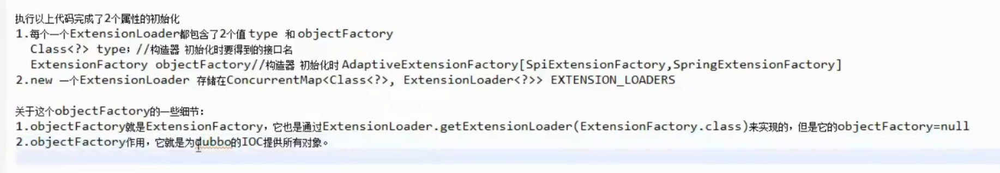 执行以上代码完成了2个属性的初始化
1.每个一个ExtensionLoader都包含了2个值 type 和 objectFactory
Class<?> type；//构造器 初始化时要得到的接口名
ExtensionFactory objectFactory//构造器 初始化时 AdaptiveExtensionFactory[SpiExtensionFactory,SpringExtensionFactory]
2.new 一个ExtensionLoader 存储在ConcurrentMap<Class<?>, ExtensionLoader<?>> EXTENSION_LOADERS
关于这个objectFactory的一些细节：
1.objectFactory就是ExtensionFactory，它也是通过ExtensionLoader.getExtensionLoader(ExtensionFactory.class)来实现的，但是它的objectFactory=null
2.objectFactory作用，它就是为dubbo的IOC提供所有对象。